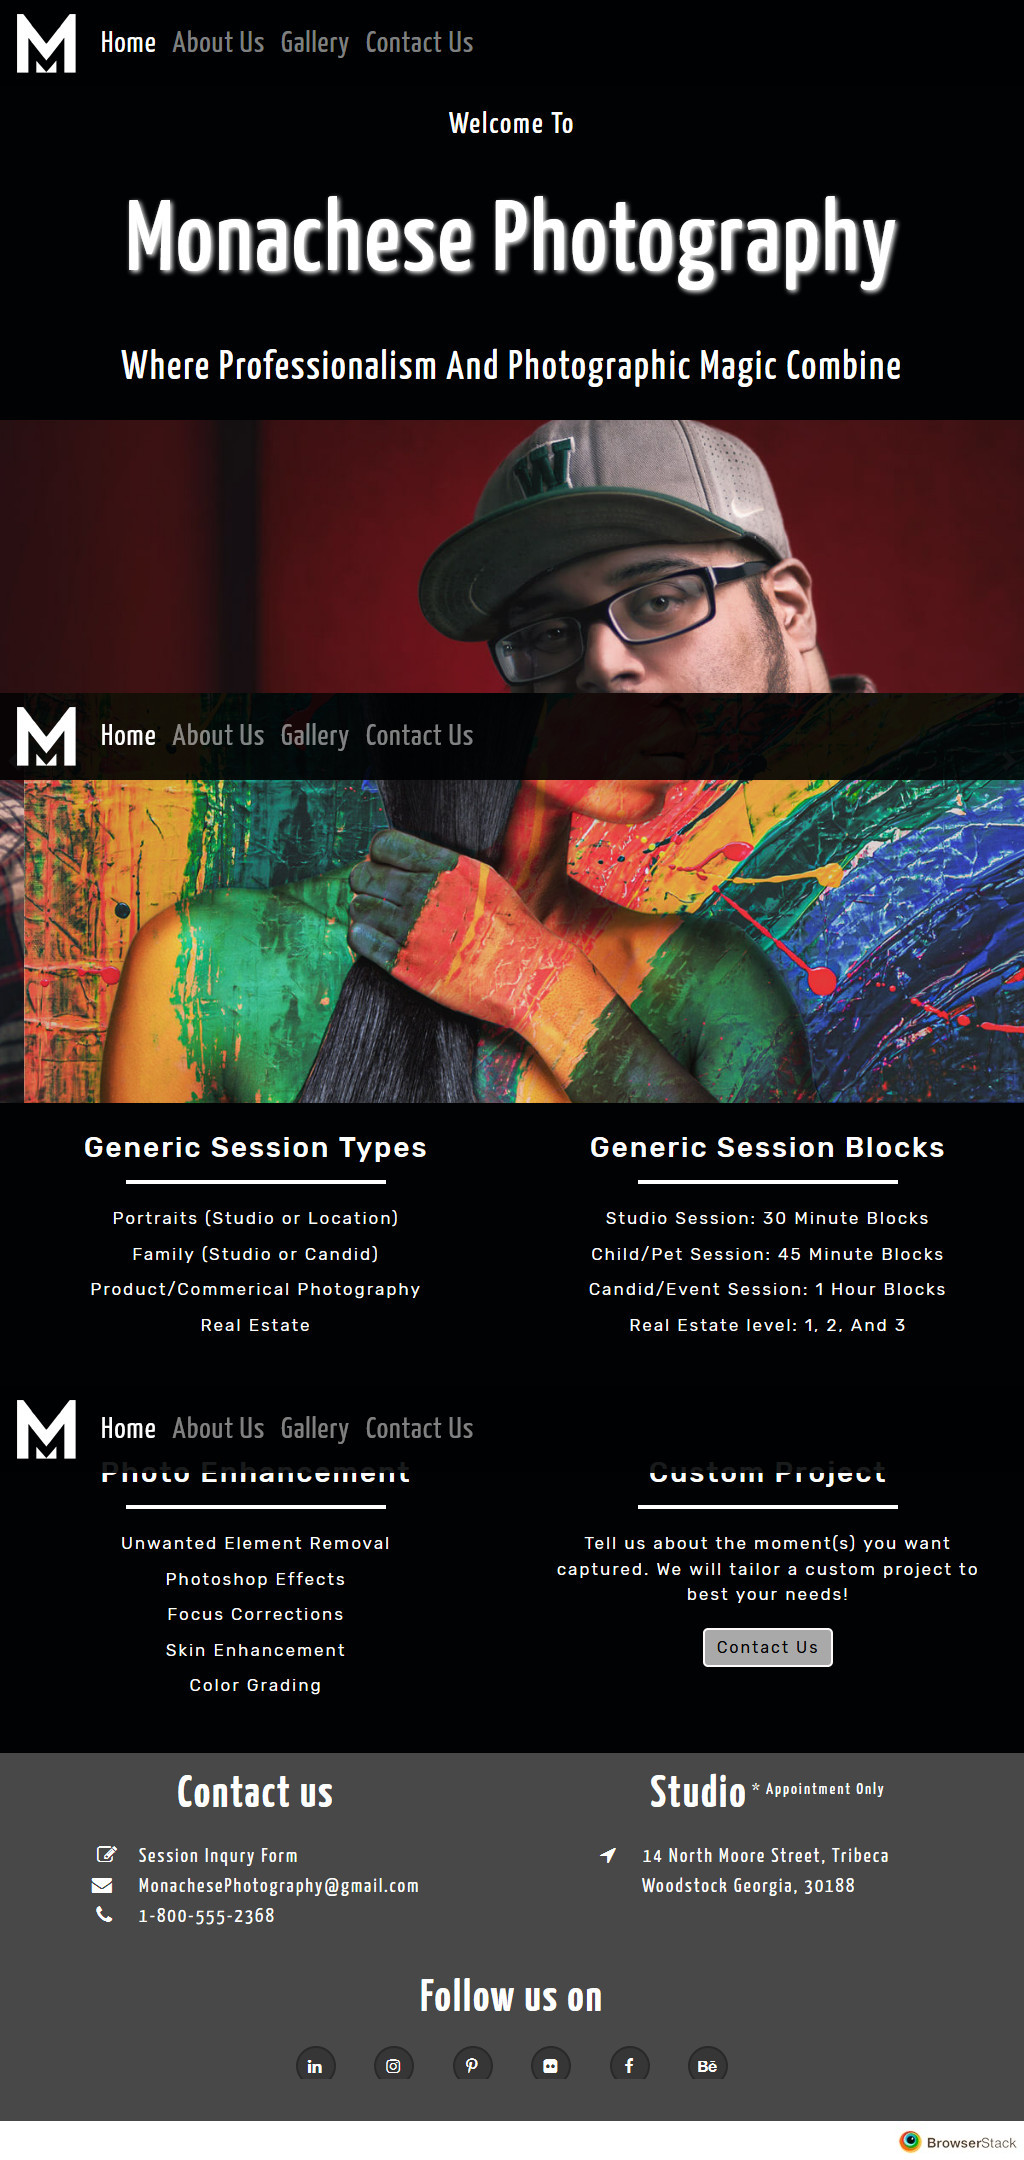 M Home About Us Gallery Contact Us
Welcome To
Monachese Photography
Where Professionalism And Photographic Magic Combine
W
M Home About Us Gallery Contact Us
Generic Session Types
Portraits (Studio or Location)
Family (Studio or Candid)
Product/Commerical Photography
Real Estate
Generic Session Blocks
Studio Session: 30 Minute Blocks
Child/Pet Session: 45 Minute Blocks
Candid/Event Session: 1 Hour Blocks
Real Estate level: 1, 2, And 3
M Home About Us Gallery Contact Us
Photo Enhancement
Unwanted Element Removal
Photoshop Effects
Focus Corrections
Skin Enhancement
Color Grading
Custom Project
Tell us about the moment(s) you want
captured. We will tailor a custom project to
best your needs!
Contact Us
Contact us
Session Inqury Form
MonachesePhotography@gmail.com
1-800-555-2368
Studio * Appointment Only
14 North Moore Street, Tribeca
Woodstock Georgia, 30188
Follow us on
in
f
Bē
BrowserStack